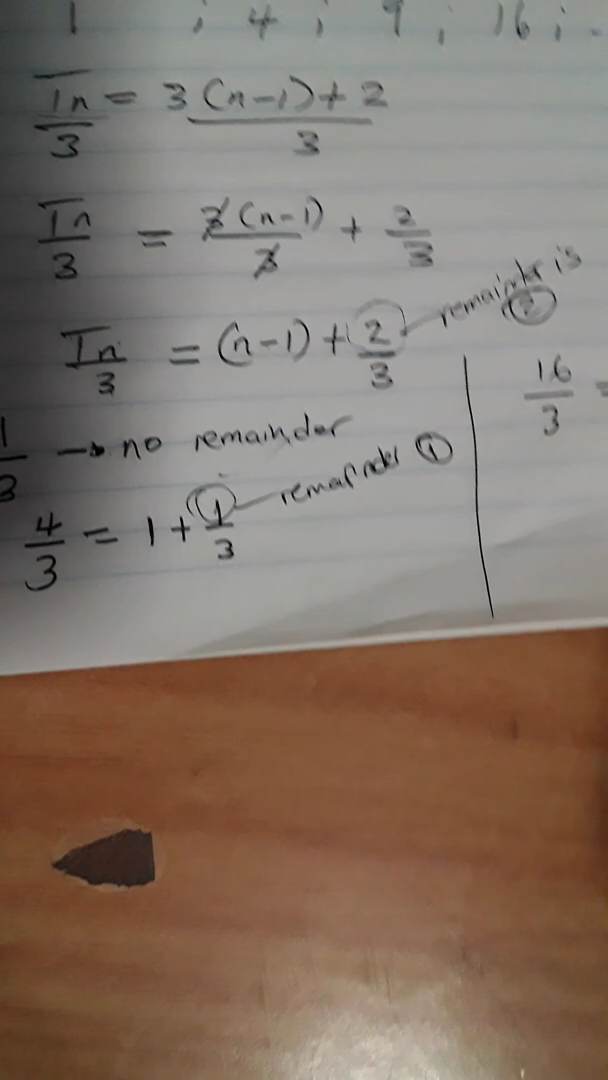 1 ; 4 ; 9 ; 16 ; ..
Tn/3 = 3(n-1)+2/3
Tn/3 = 3(n-1)/3 + 2/3
Tn/3 = (n-1) + 2/3 remainder is 2
1/3 → no remainder
4/3 = 1 + 1/3 remainder 1
16/3 =